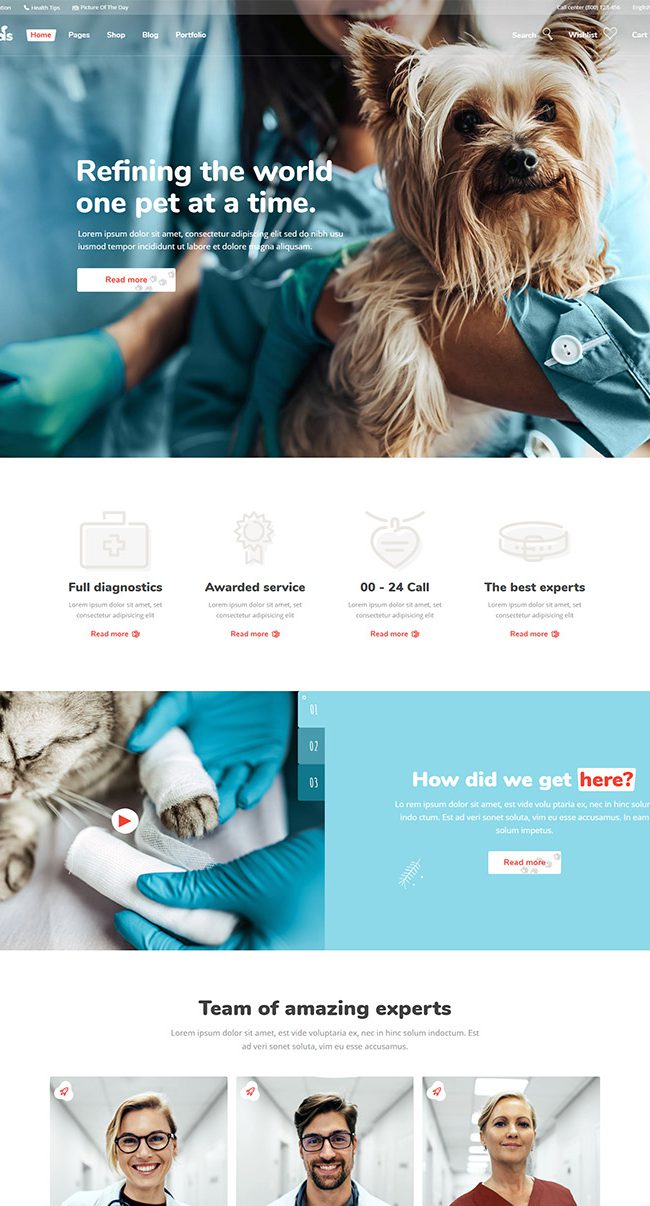 Health Tips
Picture Of The Day
Call center (800) 123 456
English
Home
Pages
Shop
Blog
Portfolio
Search
Wishlist
Cart
Refining the world
one pet at a time.
Lorem ipsum dolor sit amet, consectetur adipiscing elit sed do nibh usu
iusmod tempor incididunt ut labore et dolore magna aliqusam.
Read more
Full diagnostics
Lorem ipsum dolor sit amet, set
consectetur adipisicing elit
Read more
Awarded service
Lorem ipsum dolor sit amet, set
consectetur adipisicing elit
Read more
00 - 24 Call
Lorem ipsum dolor sit amet, set
consectetur adipisicing elit
Read more
The best experts
Lorem ipsum dolor sit amet, set
consectetur adipisicing elit
Read more
01
02
03
How did we get here?
Lo rem ipsum dolor sit amet, est vide volu ptaria ex, nec in hinc solum
indo ctum. Est ad veri sonet soluta, vim eu esse accusamus. In eam
solum impetus.
Read more
Team of amazing experts
Lorem ipsum dolor sit amet, est vide voluptaria ex, nec in hinc solum indoctum. Est
ad veri sonet soluta, vim eu esse accusamus.